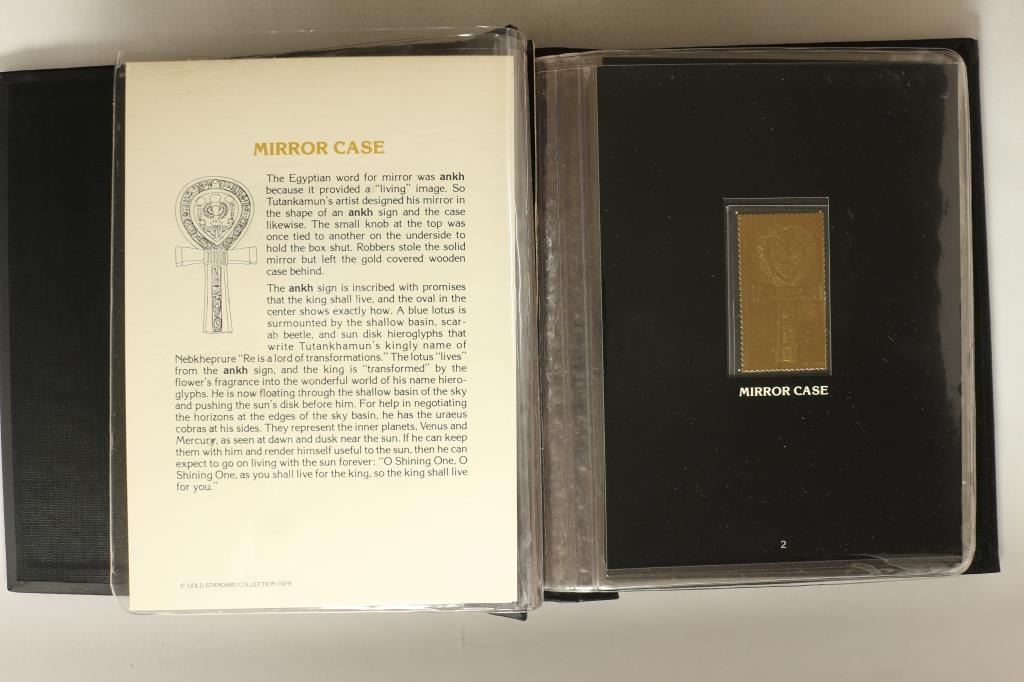 MIRROR CASE
The Egyptian word for mirror was ankh
because it provided a "living" image. So
Tutankamun's artist designed his mirror in
the shape of an ankh sign and the case
likewise. The small knob at the top was
once tied to another on the underside to
hold the box shut. Robbers stole the solid
mirror but left the gold covered wooden
case behind.
The ankh sign is inscribed with promises
that the king shall live, and the oval in the
center shows exactly how. A blue lotus is
surmounted by the shallow basin, scar-
ab beetle, and sun disk hieroglyphs that
write Tutankhamun's kingly name of
Nebkheprure "Re is a lord of transformations." The lotus "lives"
from the ankh sign, and the king is "transformed" by the
flower's fragrance into the wonderful world of his name hiero-
glyphs. He is now floating through the shallow basin of the sky
and pushing the sun's disk before him. For help in negotiating
the horizons at the edges of the sky basin, he has the uraeus
cobras at his sides. They represent the inner planets, Venus and
Mercury, as seen at dawn and dusk near the sun. If he can keep
them with him and render himself useful to the sun, then he can
expect to go on living with the sun forever: "O Shining One, O
Shining One, as you shall live for the king, so the king shall live
for you."
© GOLD STANDARD COLLECTION 1979
MIRROR CASE
2